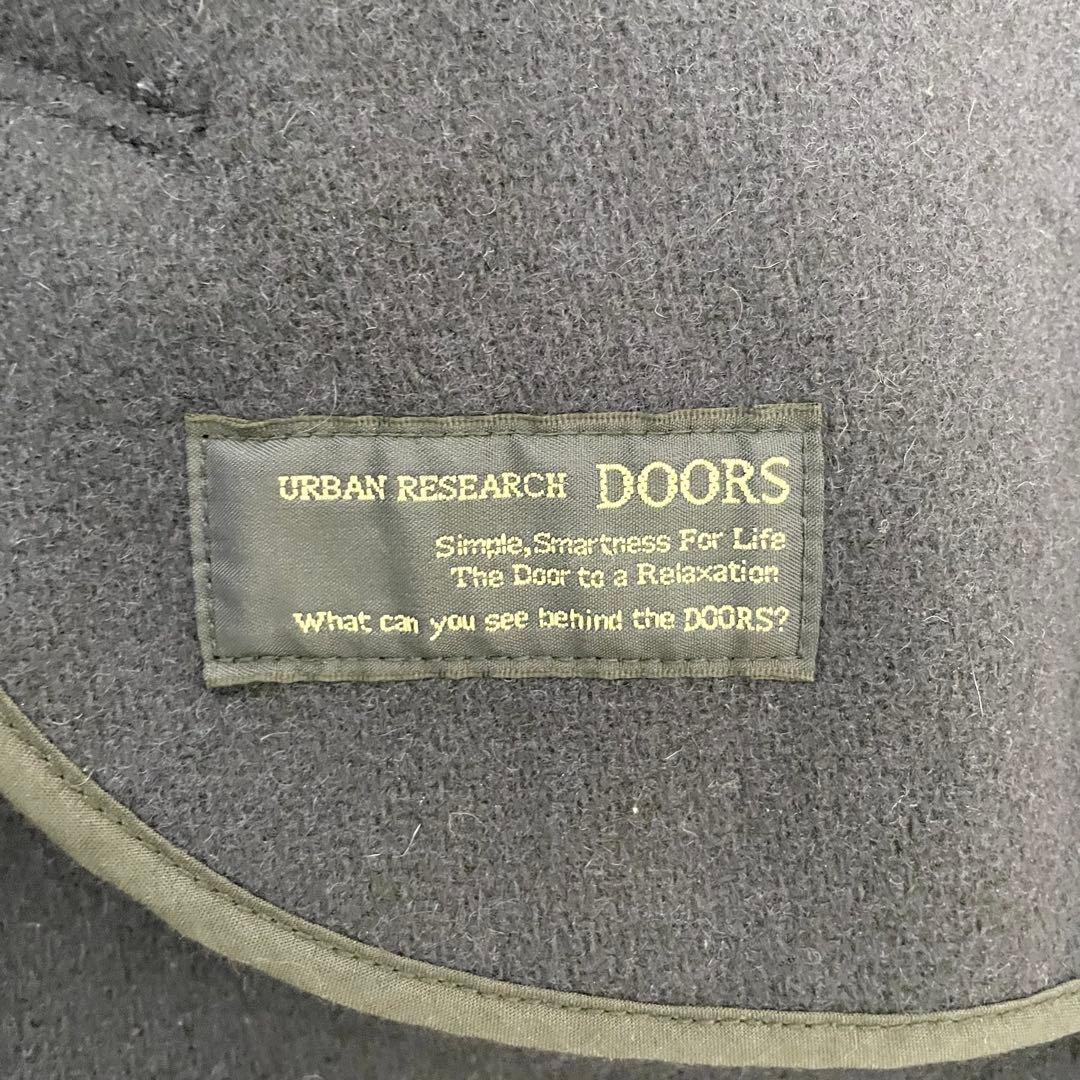 URBAN RESEARCH DOORS
Simple,Smartness For Life
The Door to a Relaxation
What can you see behind the DOORS?